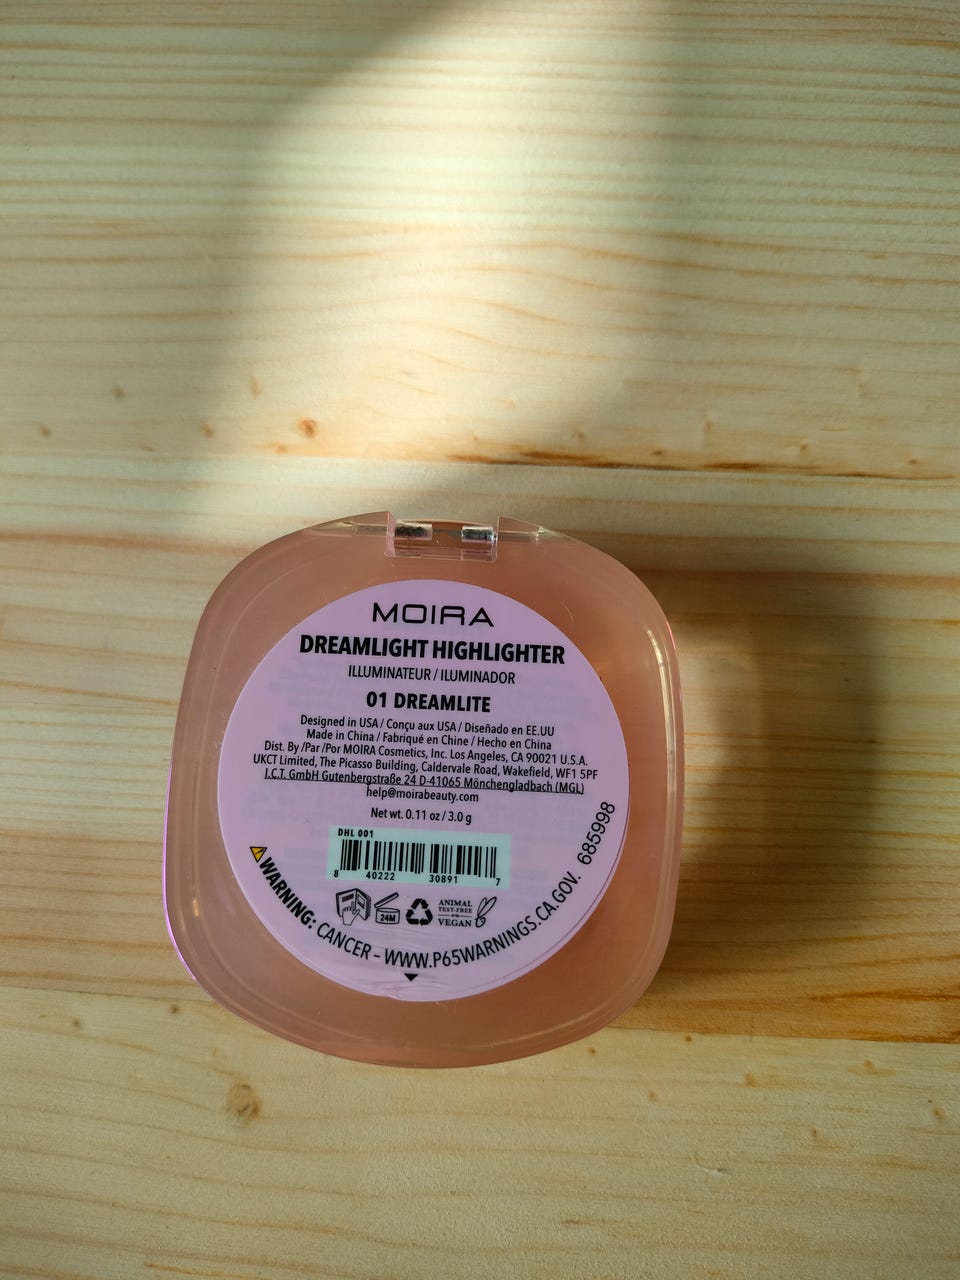 MOIRA
DREAMLIGHT HIGHLIGHTER
ILLUMINATEUR / ILUMINADOR
01 DREAMLITE
Designed in USA / Conçu aux USA / Diseñado en EE.UU
Made in China / Fabriqué en Chine / Hecho en China
Dist. By /Par /Por MOIRA Cosmetics, Inc. Los Angeles, CA 90021 U.S.A.
UKCT Limited, The Picasso Building, Caldervale Road, Wakefield, WF1 5PF
I.C.T. GmbH Gutenbergstraße 24 D-41065 Mönchengladbach (MGL)
help@moirabeauty.com
Net wt. 0.11 oz / 3.0 g
DHL 001
8 40222 30891 7
24M
ANIMAL
TEST-FREE
VEGAN
WARNING: CANCER – WWW.P65WARNINGS.CA.GOV. 685998